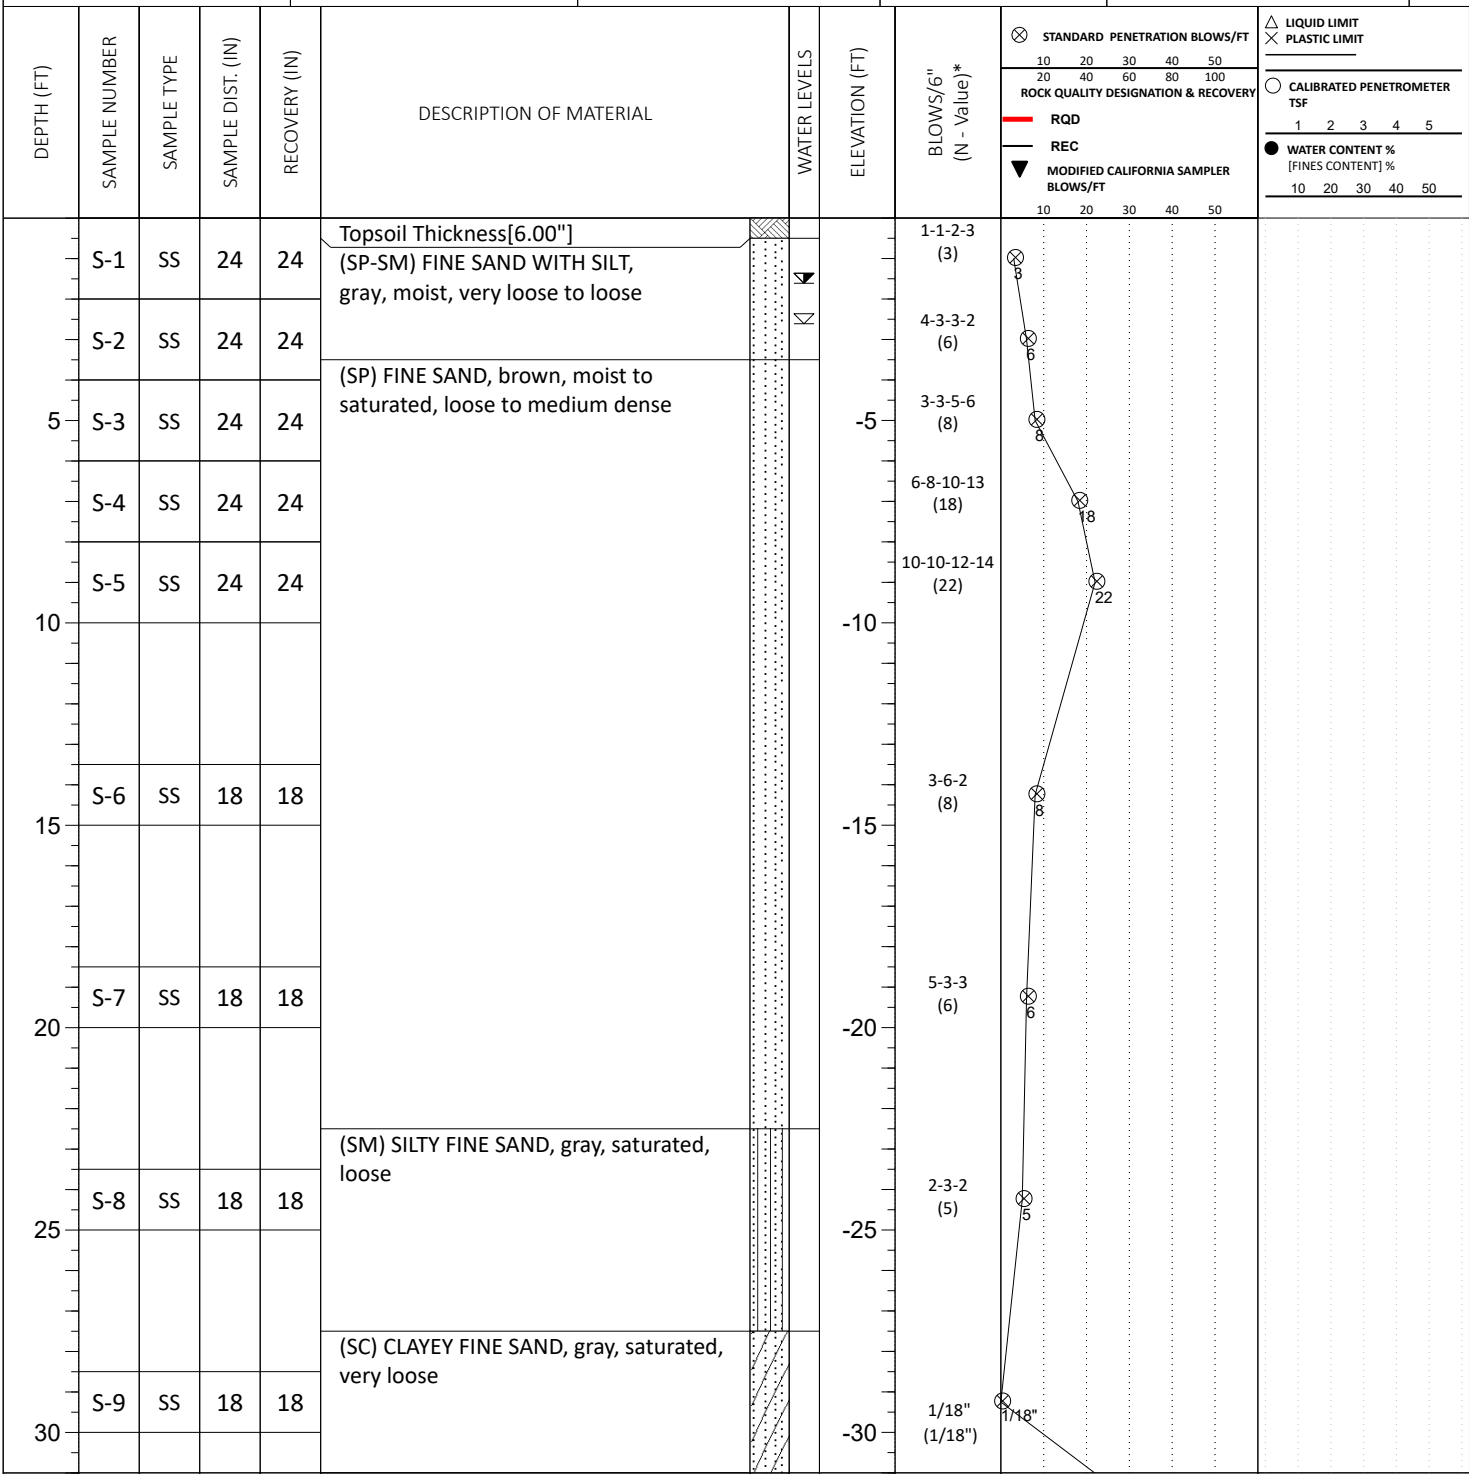 DEPTH (FT)
SAMPLE NUMBER
SAMPLE TYPE
SAMPLE DIST. (IN)
RECOVERY (IN)
DESCRIPTION OF MATERIAL
WATER LEVELS
ELEVATION (FT)
BLOWS/6"
(N - Value)*
STANDARD PENETRATION BLOWS/FT
10 20 30 40 50
20 40 60 80 100
ROCK QUALITY DESIGNATION & RECOVERY
RQD
REC
MODIFIED CALIFORNIA SAMPLER
BLOWS/FT
10 20 30 40 50
LIQUID LIMIT
PLASTIC LIMIT
CALIBRATED PENETROMETER
TSF
1 2 3 4 5
WATER CONTENT %
[FINES CONTENT] %
10 20 30 40 50
Topsoil Thickness[6.00"]
1-1-2-3
S-1 SS 24 24
(SP-SM) FINE SAND WITH SILT,
gray, moist, very loose to loose
(3)
3
S-2 SS 24 24
4-3-3-2
(6)
6
(SP) FINE SAND, brown, moist to
saturated, loose to medium dense
5 S-3 SS 24 24
-5
3-3-5-6
(8)
8
S-4 SS 24 24
6-8-10-13
(18)
18
S-5 SS 24 24
10-10-12-14
(22)
22
10
-10
S-6 SS 18 18
3-6-2
(8)
8
15
-15
S-7 SS 18 18
5-3-3
(6)
6
20
-20
(SM) SILTY FINE SAND, gray, saturated,
loose
S-8 SS 18 18
2-3-2
(5)
5
25
-25
(SC) CLAYEY FINE SAND, gray, saturated,
very loose
S-9 SS 18 18
1/18"
(1/18")
1/18"
30
-30